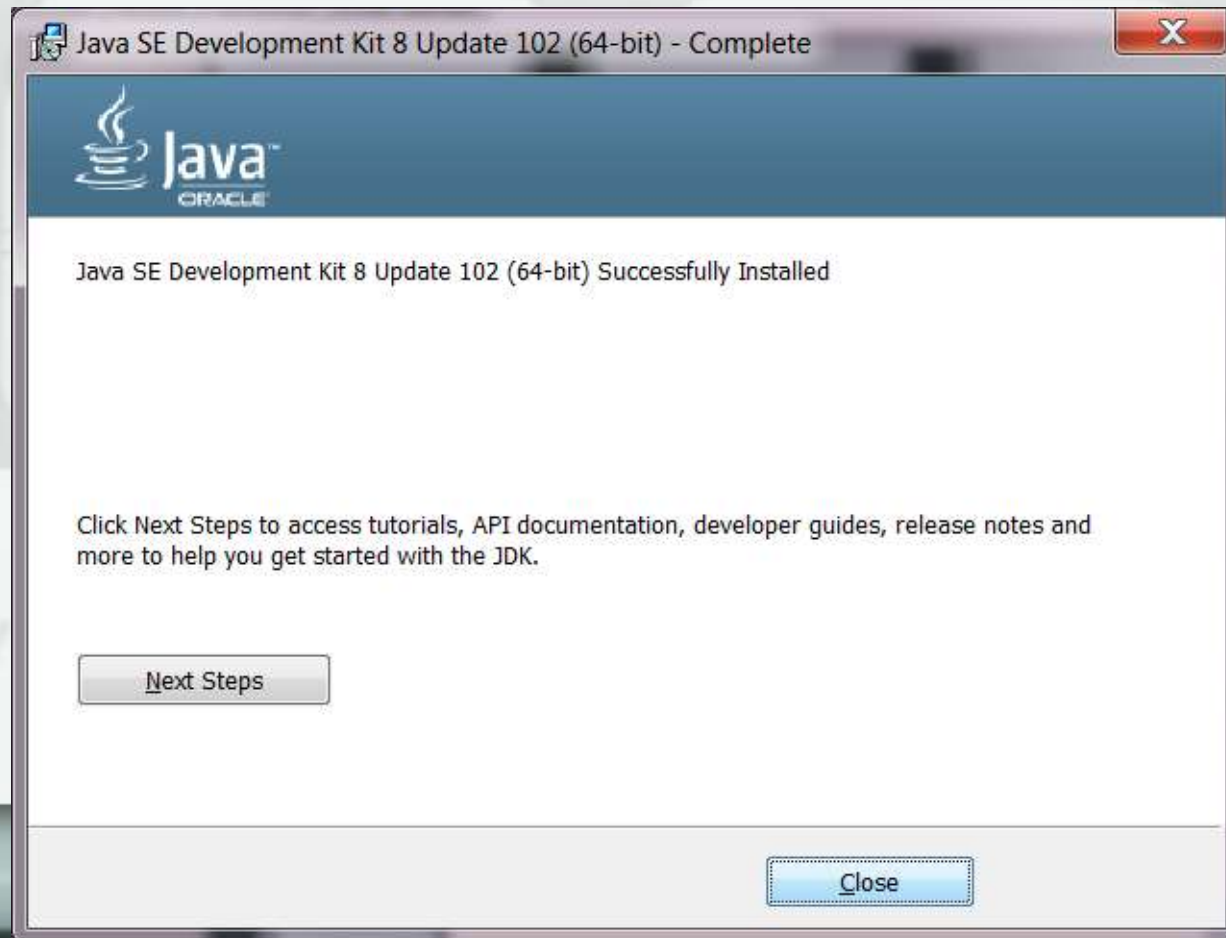 Java SE Development Kit 8 Update 102 (64-bit) - Complete
Java™
ORACLE
Java SE Development Kit 8 Update 102 (64-bit) Successfully Installed
Click Next Steps to access tutorials, API documentation, developer guides, release notes and
more to help you get started with the JDK.
Next Steps
Close